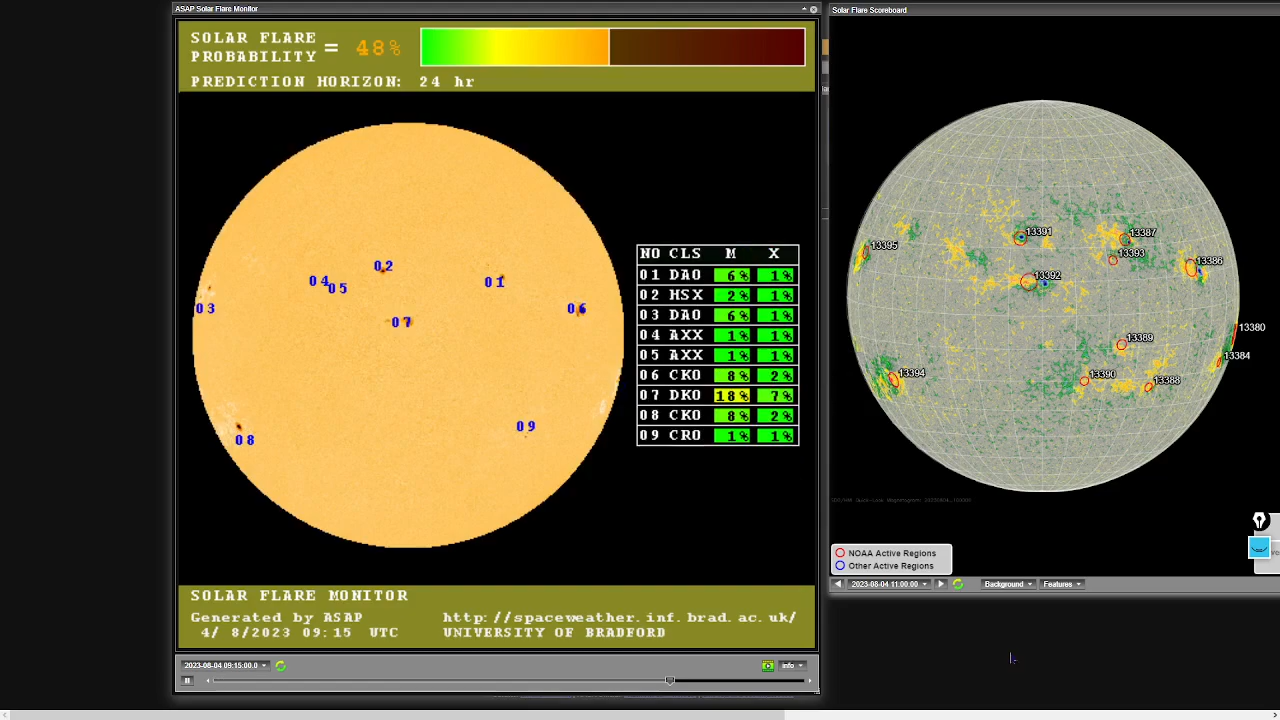 ASAP Solar Flare Monitor
SOLAR FLARE
PROBABILITY = 48%
PREDICTION HORIZON: 24 hr
02
04
05
01
03
06
07
09
08
NO CLS M X
01 DAO 6% 1%
02 HSX 2% 1%
03 DAO 6% 1%
04 AXX 1% 1%
05 AXX 1% 1%
06 CKO 8% 2%
07 DKO 18% 7%
08 CKO 8% 2%
09 CRO 1% 1%
SOLAR FLARE MONITOR
Generated by ASAP
4/ 8/2023 09:15 UTC
http://spaceweather.inf.brad.ac.uk/
UNIVERSITY OF BRADFORD
2023-08-04 09:15:00.0
info
Solar Flare Scoreboard
13391
13387
13395
13393
13386
13392
13380
13389
13384
13394
13390
13388
NOAA Active Regions
Other Active Regions
2023-08-04 11:00:00
Background
Features